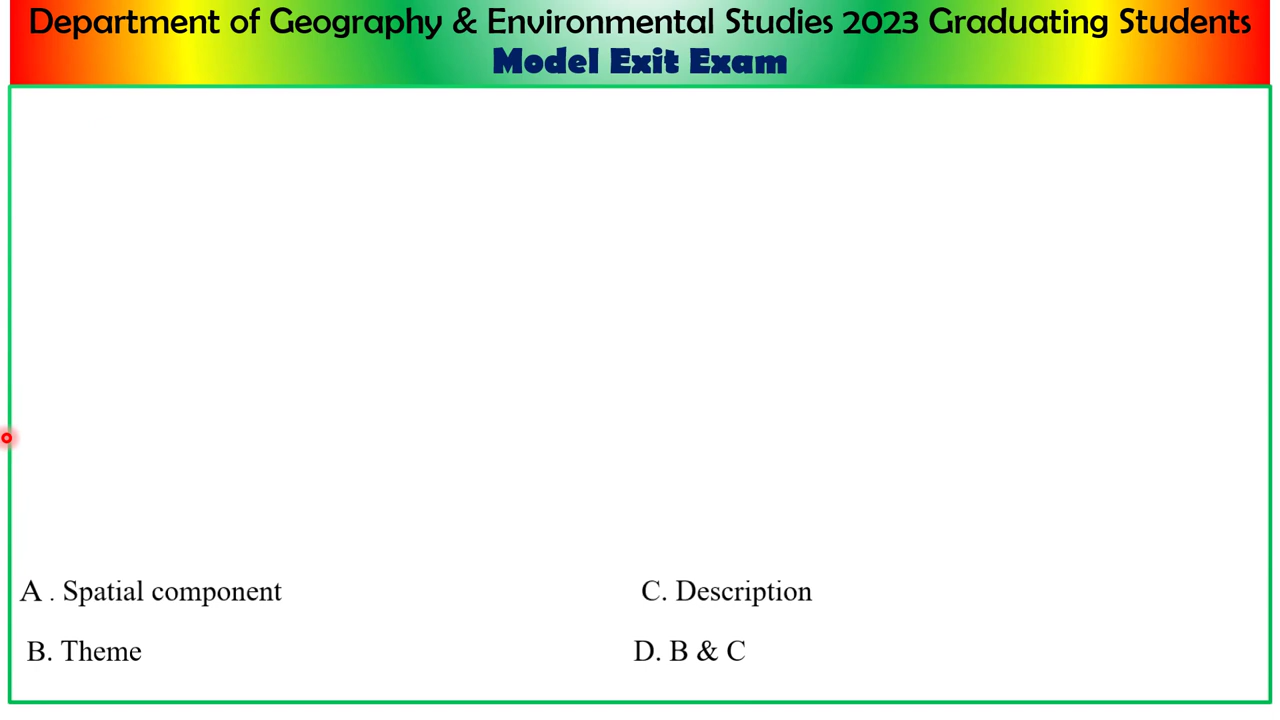 Department of Geography & Environmental Studies 2023 Graduating Students
Model Exit Exam
A . Spatial component
C. Description
B. Theme
D. B & C